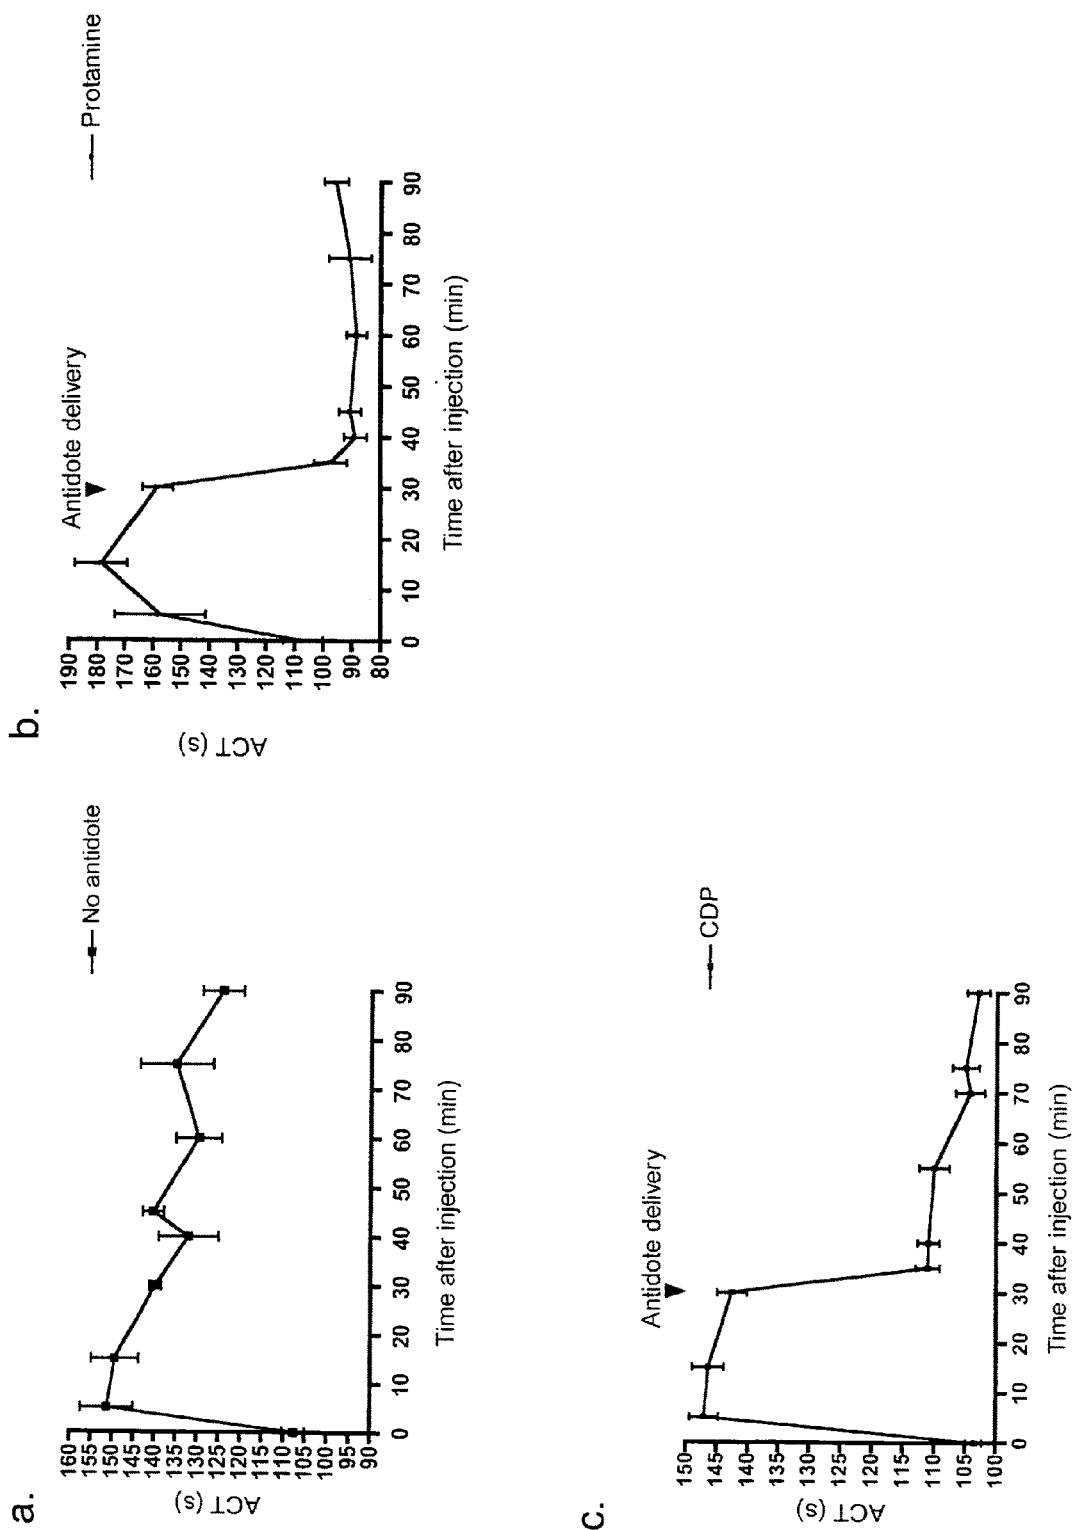 a.
No antidote
160
155
150
145
140
135
130
125
120
115
110
105
100
95
90
ACT (s)
0 10 20 30 40 50 60 70 80 90
Time after injection (min)
b.
Protamine
Antidote delivery
190
180
170
160
150
140
130
120
110
100
90
80
ACT (s)
0 10 20 30 40 50 60 70 80 90
Time after injection (min)
c.
CDP
Antidote delivery
150
145
140
135
130
125
120
115
110
105
100
ACT (s)
0 10 20 30 40 50 60 70 80 90
Time after injection (min)